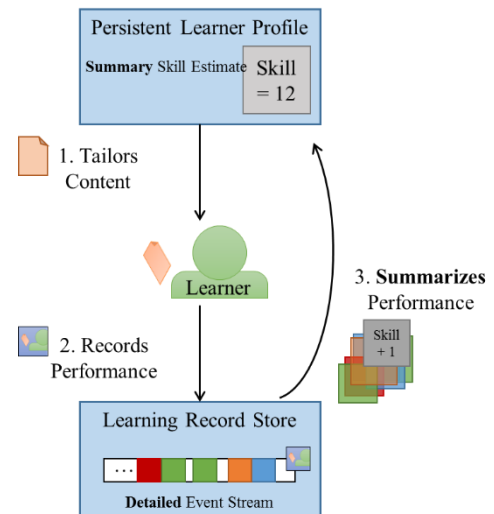 Persistent Learner Profile
Summary Skill Estimate
Skill
= 12
1. Tailors
Content
Learner
2. Records
Performance
3. Summarizes
Performance
Skill
+ 1
Learning Record Store
...
Detailed Event Stream